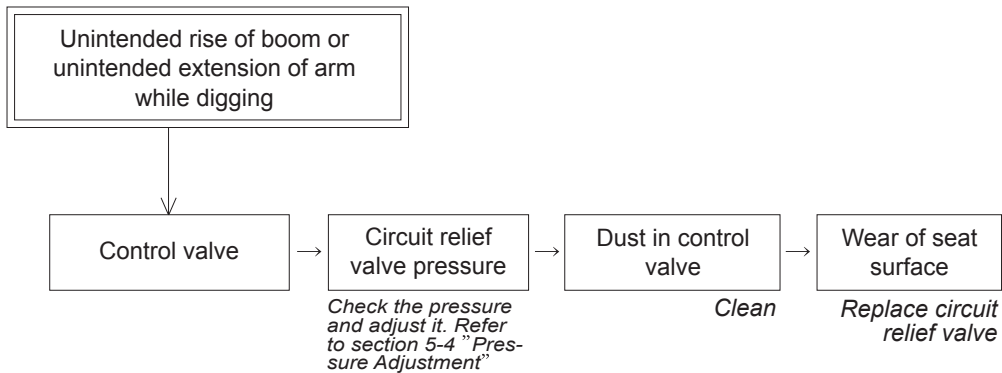 Unintended rise of boom or
unintended extension of arm
while digging
Control valve
Circuit relief
valve pressure
Check the pressure
and adjust it. Refer
to section 5-4 ”Pres-
sure Adjustment”
Dust in control
valve
Clean
Wear of seat
surface
Replace circuit
relief valve